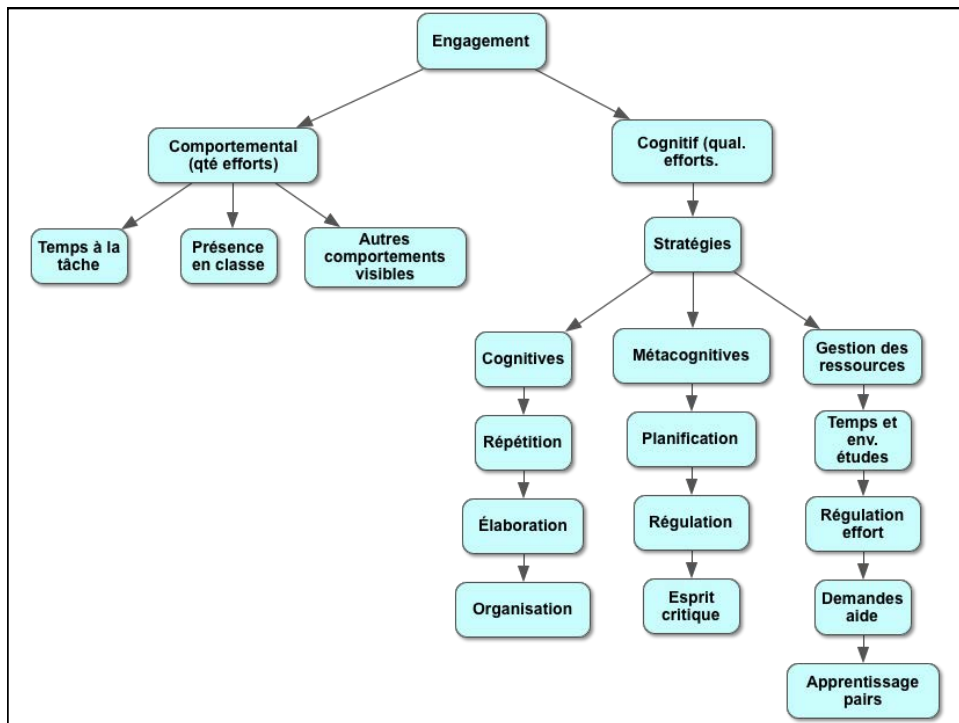 Engagement
Comportemental
(qté efforts)
Cognitif (qual.
efforts.
Temps à la
tâche
Présence
en classe
Autres
comportements
visibles
Stratégies
Cognitives
Métacognitives
Gestion des
ressources
Répétition
Planification
Temps et
env.
études
Élaboration
Régulation
Régulation
effort
Organisation
Esprit
critique
Demandes
aide
Apprentissage
pairs